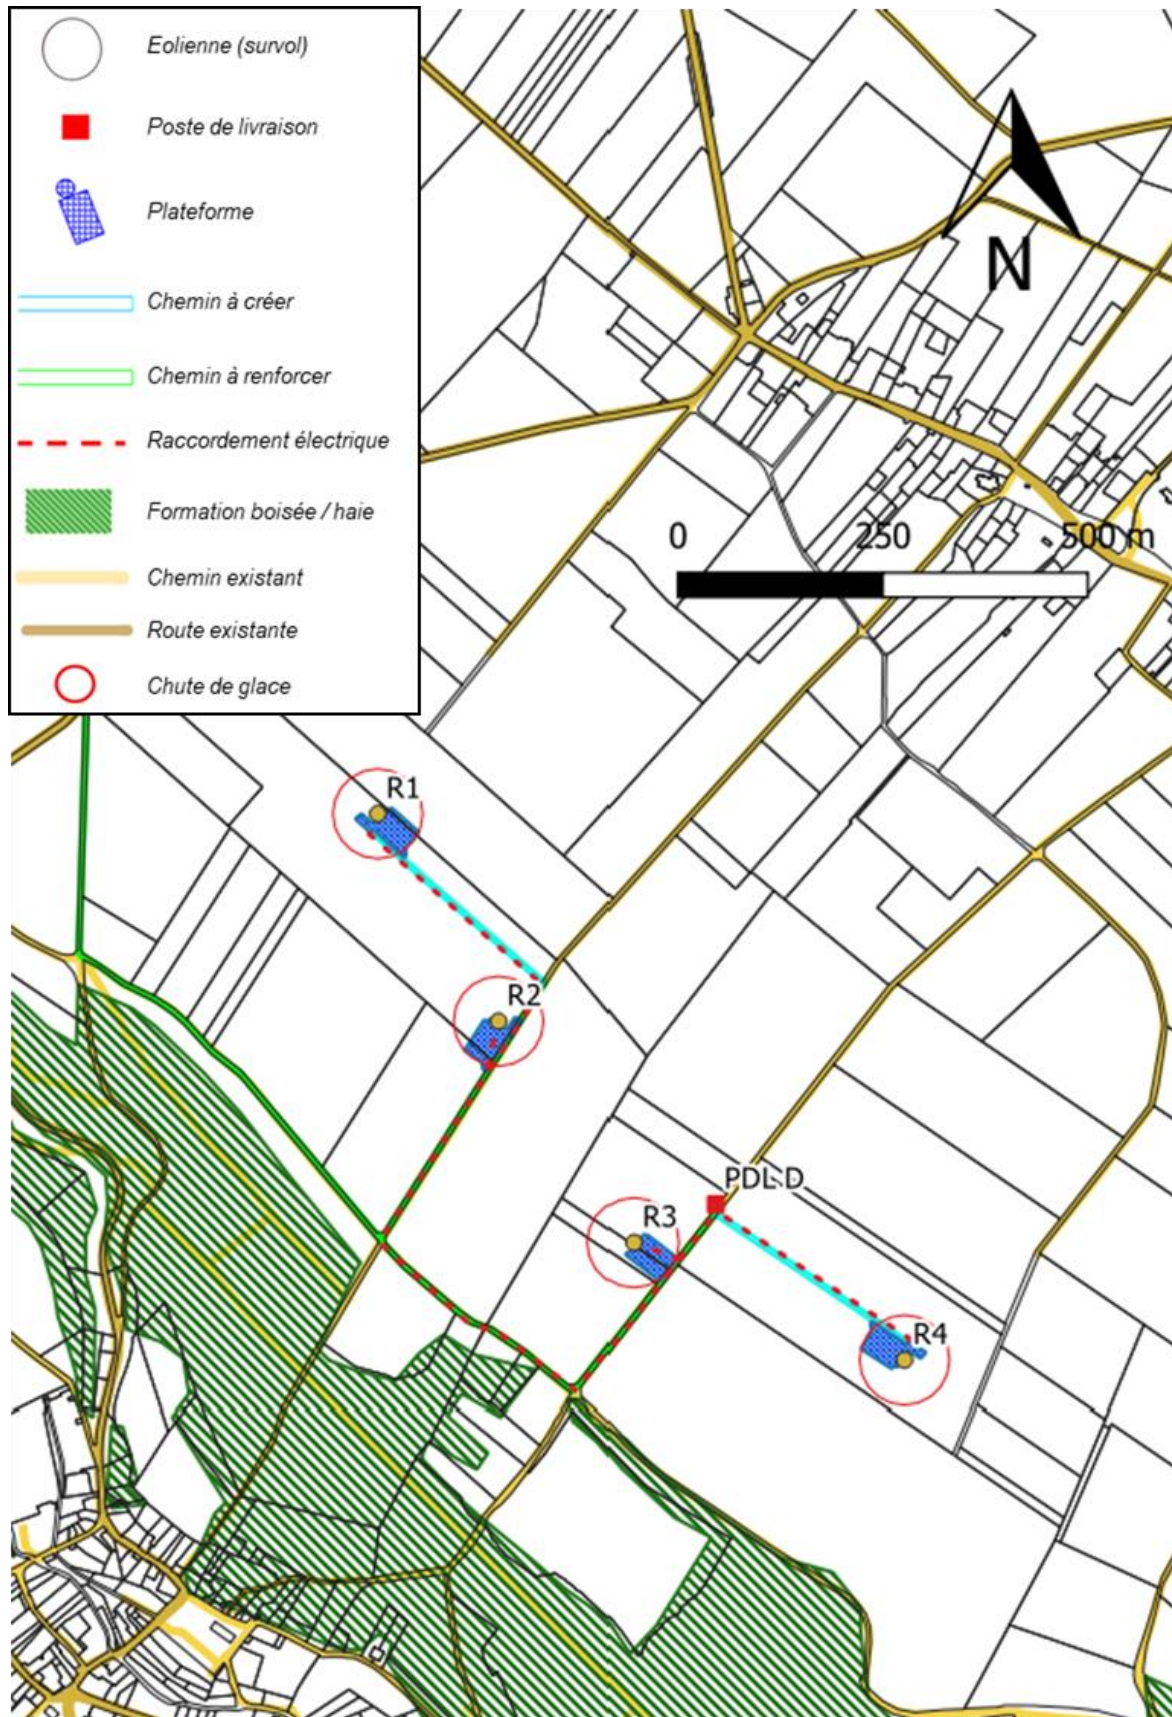 Eolienne (survol)
Poste de livraison
Plateforme
Chemin à créer
Chemin à renforcer
Raccordement électrique
Formation boisée / haie
Chemin existant
Route existante
Chute de glace
N
0 250 500 m
R1
R2
PDL D
R3
R4